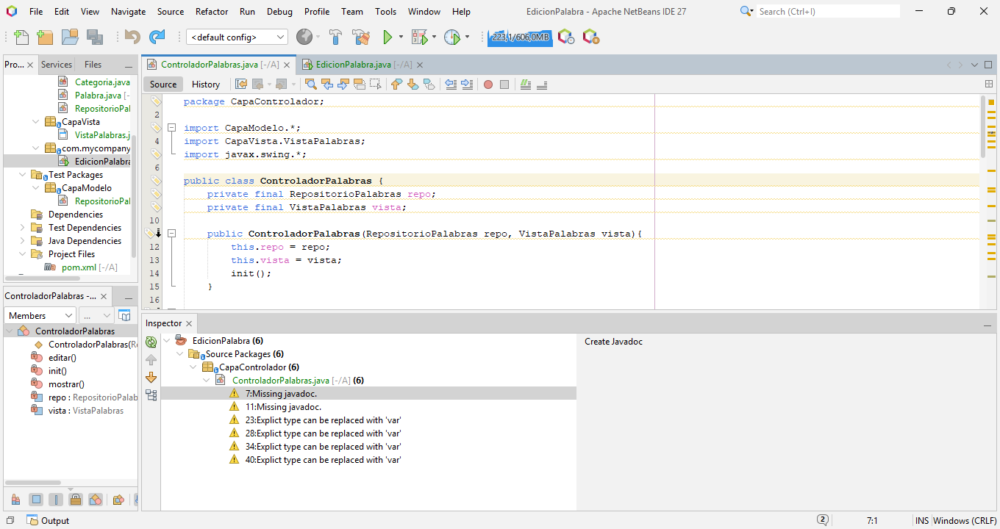 File Edit View Navigate Source Refactor Run Debug Profile Team Tools Window Help
EdicionPalabra - Apache NetBeans IDE 27
Search (Ctrl+I)
<default config>
223,1/606,0MB
Pro...
Services
Files
ControladorPalabras.java [-/A]
EdicionPalabra.java [-/A]
Categoria.java
Palabra.java [-
RepositorioPal
CapaVista
VistaPalabras.j
com.mycompany
EdicionPalabra
Test Packages
CapaModelo
RepositorioPal
Dependencies
Test Dependencies
Java Dependencies
Project Files
pom.xml [-/A]
Source
History
package CapaControlador;
2
import CapaModelo.*;
4 import CapaVista.VistaPalabras;
import javax.swing.*;
6
public class ControladorPalabras {
private final RepositorioPalabras repo;
private final VistaPalabras vista;
10
public ControladorPalabras(RepositorioPalabras repo, VistaPalabras vista){
12 this.repo = repo;
13 this.vista = vista;
14 init();
15 }
16
ControladorPalabras -...
Members
...
ControladorPalabras
ControladorPalabras(Re
editar()
init()
mostrar()
repo : RepositorioPalab
vista : VistaPalabras
Inspector
EdicionPalabra (6)
Source Packages (6)
CapaControlador (6)
ControladorPalabras.java [-/A] (6)
7:Missing javadoc.
11:Missing javadoc.
23:Explict type can be replaced with 'var'
28:Explict type can be replaced with 'var'
34:Explict type can be replaced with 'var'
40:Explict type can be replaced with 'var'
Create Javadoc
Output
2
7:1
INS
Windows (CRLF)